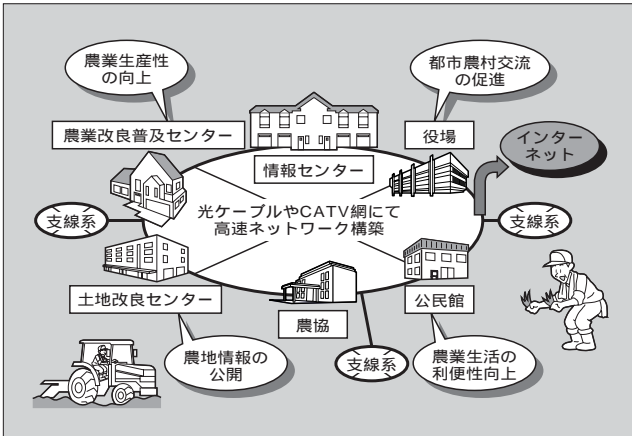 農業生産性
の向上
都市農村交流
の促進
農業改良普及センター
役場
情報センター
インター
ネット
光ケーブルやCATV網にて
高速ネットワーク構築
支線系
支線系
土地改良センター
農協
公民館
農地情報の
公開
支線系
農業生活の
利便性向上